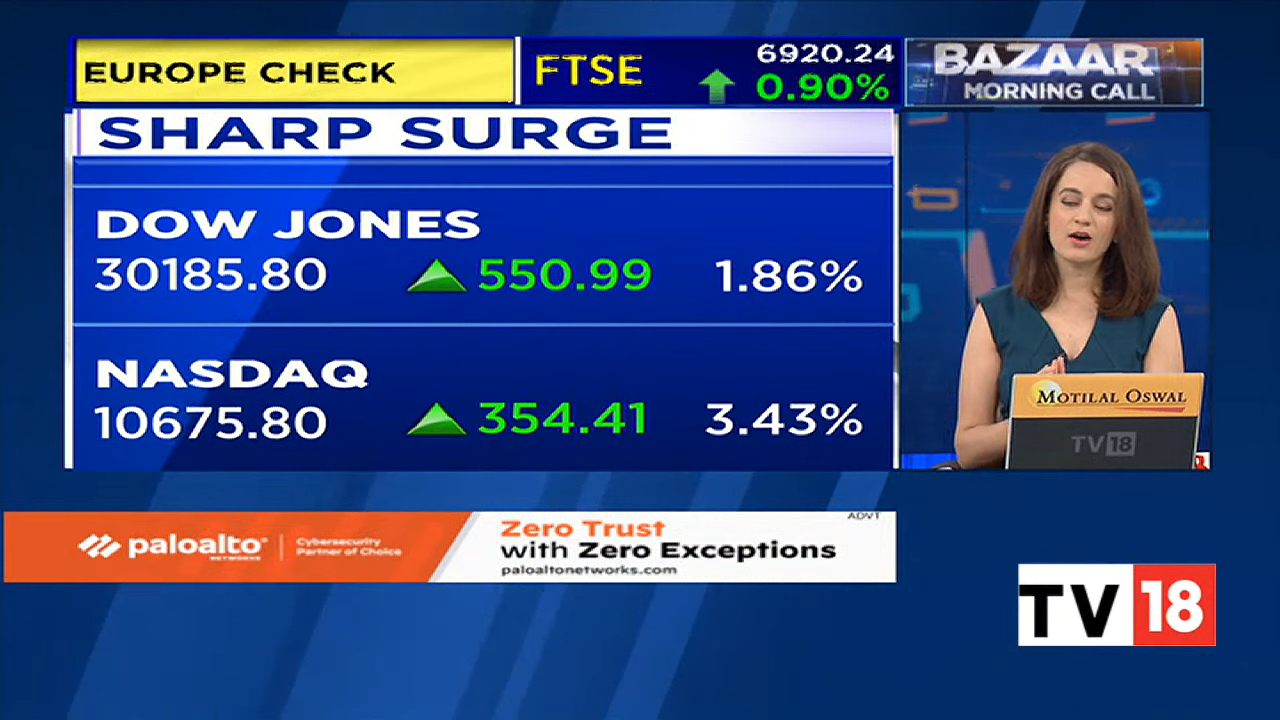 EUROPE CHECK
FTSE
6920.24
0.90%
BAZAAR
MORNING CALL
SHARP SURGE
DOW JONES
30185.80 550.99 1.86%
NASDAQ
10675.80 354.41 3.43%
MOTILAL OSWAL
TV18
ADVT
paloalto
NETWORKS
Cybersecurity
Partner of Choice
Zero Trust
with Zero Exceptions
paloaltonetworks.com
TV18